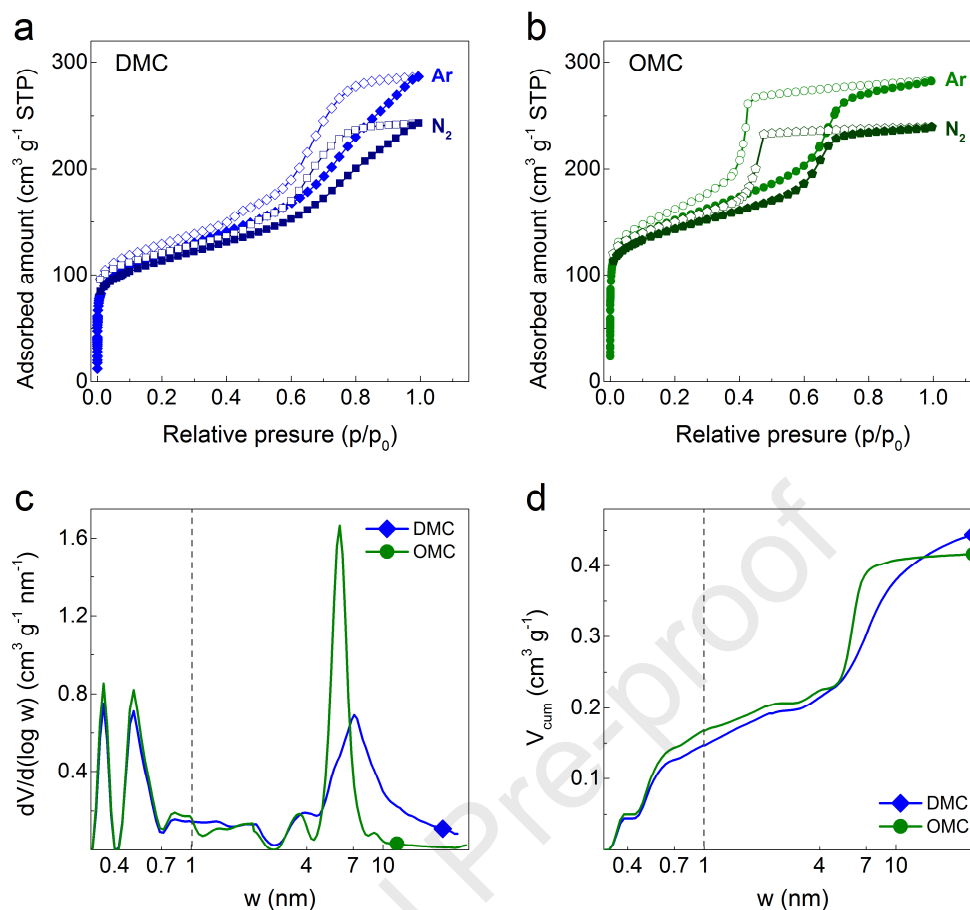 a
DMC
300
200
100
0
Ar
N₂
0.0 0.2 0.4 0.6 0.8 1.0
Adsorbed amount (cm³ g⁻¹ STP)
Relative presure (p/p₀)
b
OMC
300
200
100
0
Ar
N₂
0.0 0.2 0.4 0.6 0.8 1.0
Adsorbed amount (cm³ g⁻¹ STP)
Relative presure (p/p₀)
c
DMC
OMC
1.6
1.2
0.8
0.4
0.4 0.7 1 4 7 10
dV/d(log w) (cm³ g⁻¹ nm⁻¹)
w (nm)
d
0.4
0.3
0.2
0.1
DMC
OMC
0.4 0.7 1 4 7 10
V_cum (cm³ g⁻¹)
w (nm)
Pre-proof